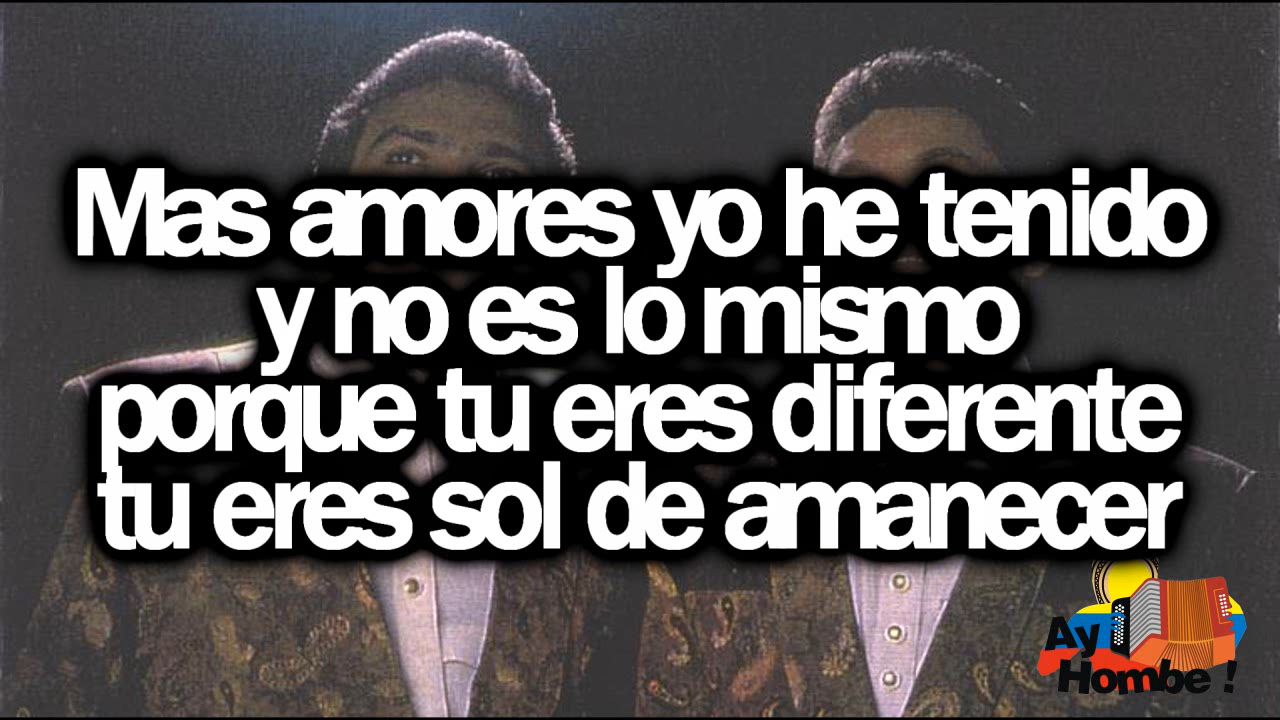 Mas amores yo he tenido
y no es lo mismo
porque tu eres diferente
tu eres sol de amanecer
Ay
Hombe !